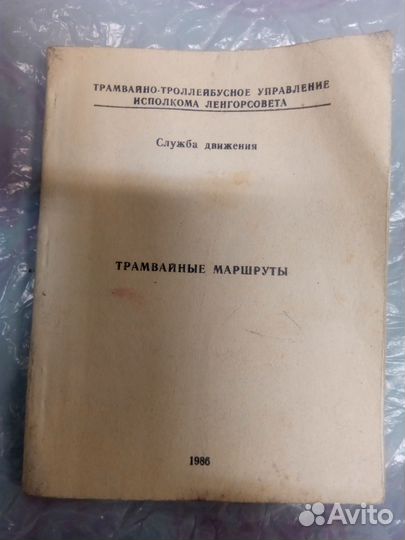 ТРАМВАЙНО-ТРОЛЛЕЙБУСНОЕ УПРАВЛЕНИЕ
ИСПОЛКОМА ЛЕНГОРСОВЕТА
Служба движения
ТРАМВАЙНЫЕ МАРШРУТЫ
1986
Avito